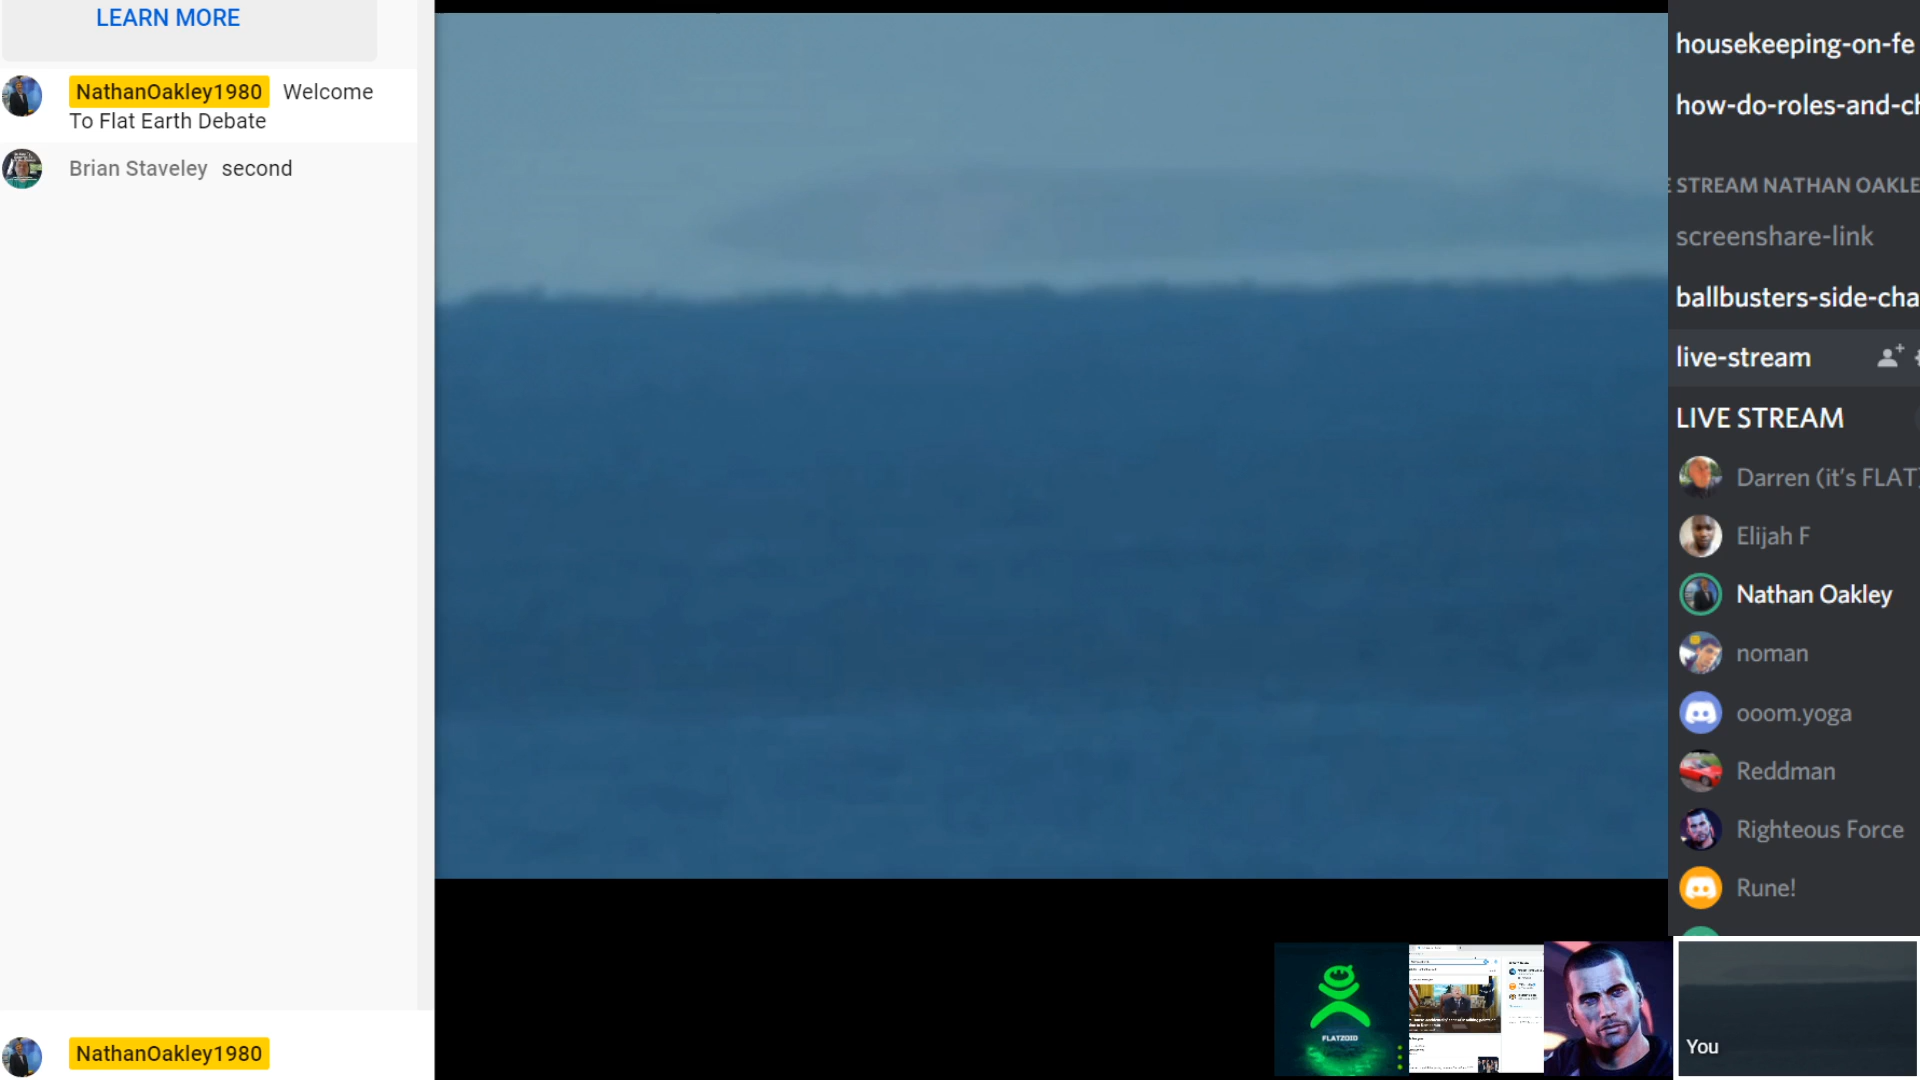 LEARN MORE
NathanOakley1980 Welcome
To Flat Earth Debate
Brian Staveley second
NathanOakley1980
housekeeping-on-fe
how-do-roles-and-ch
STREAM NATHAN OAKLE
screenshare-link
ballbusters-side-cha
live-stream
LIVE STREAM
Darren (it's FLAT)
Elijah F
Nathan Oakley
noman
ooom.yoga
Reddman
Righteous Force
Rune!
FLATZOID
You